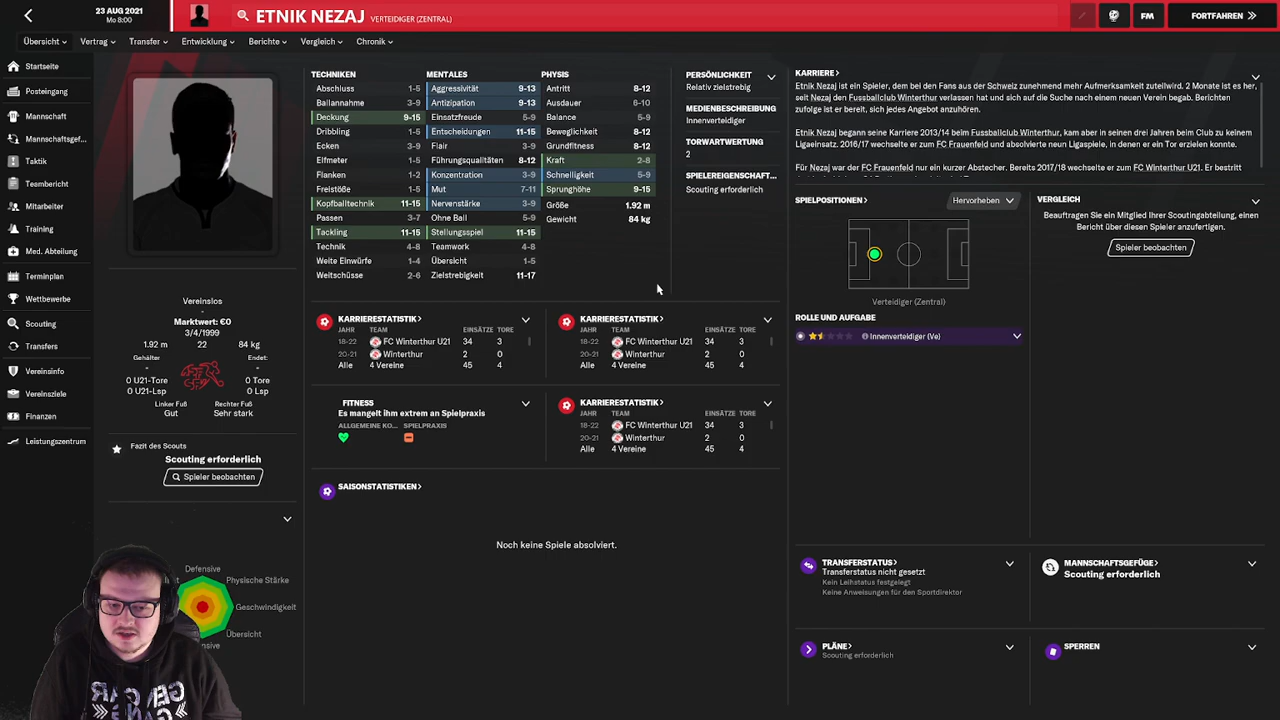 23 AUG 2021
Mo 8:00
ETNIK NEZAJ VERTEIDIGER (ZENTRAL)
FM
FORTFAHREN
Übersicht Vertrag Transfer Entwicklung Berichte Vergleich Chronik
Startseite
Posteingang
Mannschaft
Mannschaftsgef...
Taktik
Teambericht
Mitarbeiter
Training
Med. Abteilung
Terminplan
Wettbewerbe
Scouting
Transfers
Vereinsinfo
Vereinsziele
Finanzen
Leistungszentrum
Vereinslos
Marktwert: €0
3/4/1999
1.92 m 22 84 kg
Gehälter Endet:
- -
0 U21-Tore 0 Tore
0 U21-Lsp 0 Lsp
Linker Fuß Rechter Fuß
Gut Sehr stark
Fazit des Scouts
Scouting erforderlich
Spieler beobachten
Defensive
Physische Stärke
Geschwindigkeit
Übersicht
TECHNIKEN
Abschluss 1-5
Ballannahme 3-9
Deckung 9-15
Dribbling 1-5
Ecken 3-9
Elfmeter 1-5
Flanken 1-2
Freistöße 1-5
Kopfballtechnik 11-15
Passen 3-7
Tackling 11-15
Technik 4-8
Weite Einwürfe 1-4
Weitschüsse 2-6
MENTALES
Aggressivität 9-13
Antizipation 9-13
Einsatzfreude 5-9
Entscheidungen 11-15
Flair 3-9
Führungsqualitäten 8-12
Konzentration 3-9
Mut 7-11
Nervenstärke 3-9
Ohne Ball 5-9
Stellungsspiel 11-15
Teamwork 4-8
Übersicht 1-5
Zielstrebigkeit 11-17
PHYSIS
Antritt 8-12
Ausdauer 6-10
Balance 5-9
Beweglichkeit 8-12
Grundfitness 8-12
Kraft 2-8
Schnelligkeit 5-9
Sprunghöhe 9-15
Größe 1.92 m
Gewicht 84 kg
PERSÖNLICHKEIT
Relativ zielstrebig
MEDIENBESCHREIBUNG
Innenverteidiger
TORWARTWERTUNG
2
SPIELEREIGENSCHAFT...
Scouting erforderlich
KARRIERESTATISTIK
JAHR TEAM EINSÄTZE TORE
18-22 FC Winterthur U21 34 3
20-21 Winterthur 2 0
Alle 4 Vereine 45 4
KARRIERESTATISTIK
JAHR TEAM EINSÄTZE TORE
18-22 FC Winterthur U21 34 3
20-21 Winterthur 2 0
Alle 4 Vereine 45 4
FITNESS
Es mangelt ihm extrem an Spielpraxis
ALLGEMEINE KO... SPIELPRAXIS
KARRIERESTATISTIK
JAHR TEAM EINSÄTZE TORE
18-22 FC Winterthur U21 34 3
20-21 Winterthur 2 0
Alle 4 Vereine 45 4
SAISONSTATISTIKEN
Noch keine Spiele absolviert.
KARRIERE
Etnik Nezaj ist ein Spieler, dem bei den Fans aus der Schweiz zunehmend mehr Aufmerksamkeit zuteilwird. 2 Monate ist es her,
seit Nezaj den Fussballclub Winterthur verlassen hat und sich auf die Suche nach einem neuen Verein begab. Berichten
zufolge ist er bereit, sich jedes Angebot anzuhören.
Etnik Nezaj begann seine Karriere 2013/14 beim Fussballclub Winterthur, kam aber in seinen drei Jahren beim Club zu keinem
Ligaeinsatz. 2016/17 wechselte er zum FC Frauenfeld und absolvierte neun Ligaspiele, in denen er ein Tor erzielen konnte.
Für Nezaj war der FC Frauenfeld nur ein kurzer Abstecher. Bereits 2017/18 wechselte er zum FC Winterthur U21. Er bestritt
SPIELPOSITIONEN
Hervorheben
Verteidiger (Zentral)
ROLLE UND AUFGABE
Innenverteidiger (Ve)
VERGLEICH
Beauftragen Sie ein Mitglied Ihrer Scoutingabteilung, einen
Bericht über diesen Spieler anzufertigen.
Spieler beobachten
TRANSFERSTATUS
Transferstatus nicht gesetzt
Kein Leihstatus festgelegt
Keine Anweisungen für den Sportdirektor
MANNSCHAFTSGEFÜGE
Scouting erforderlich
PLÄNE
Scouting erforderlich
SPERREN